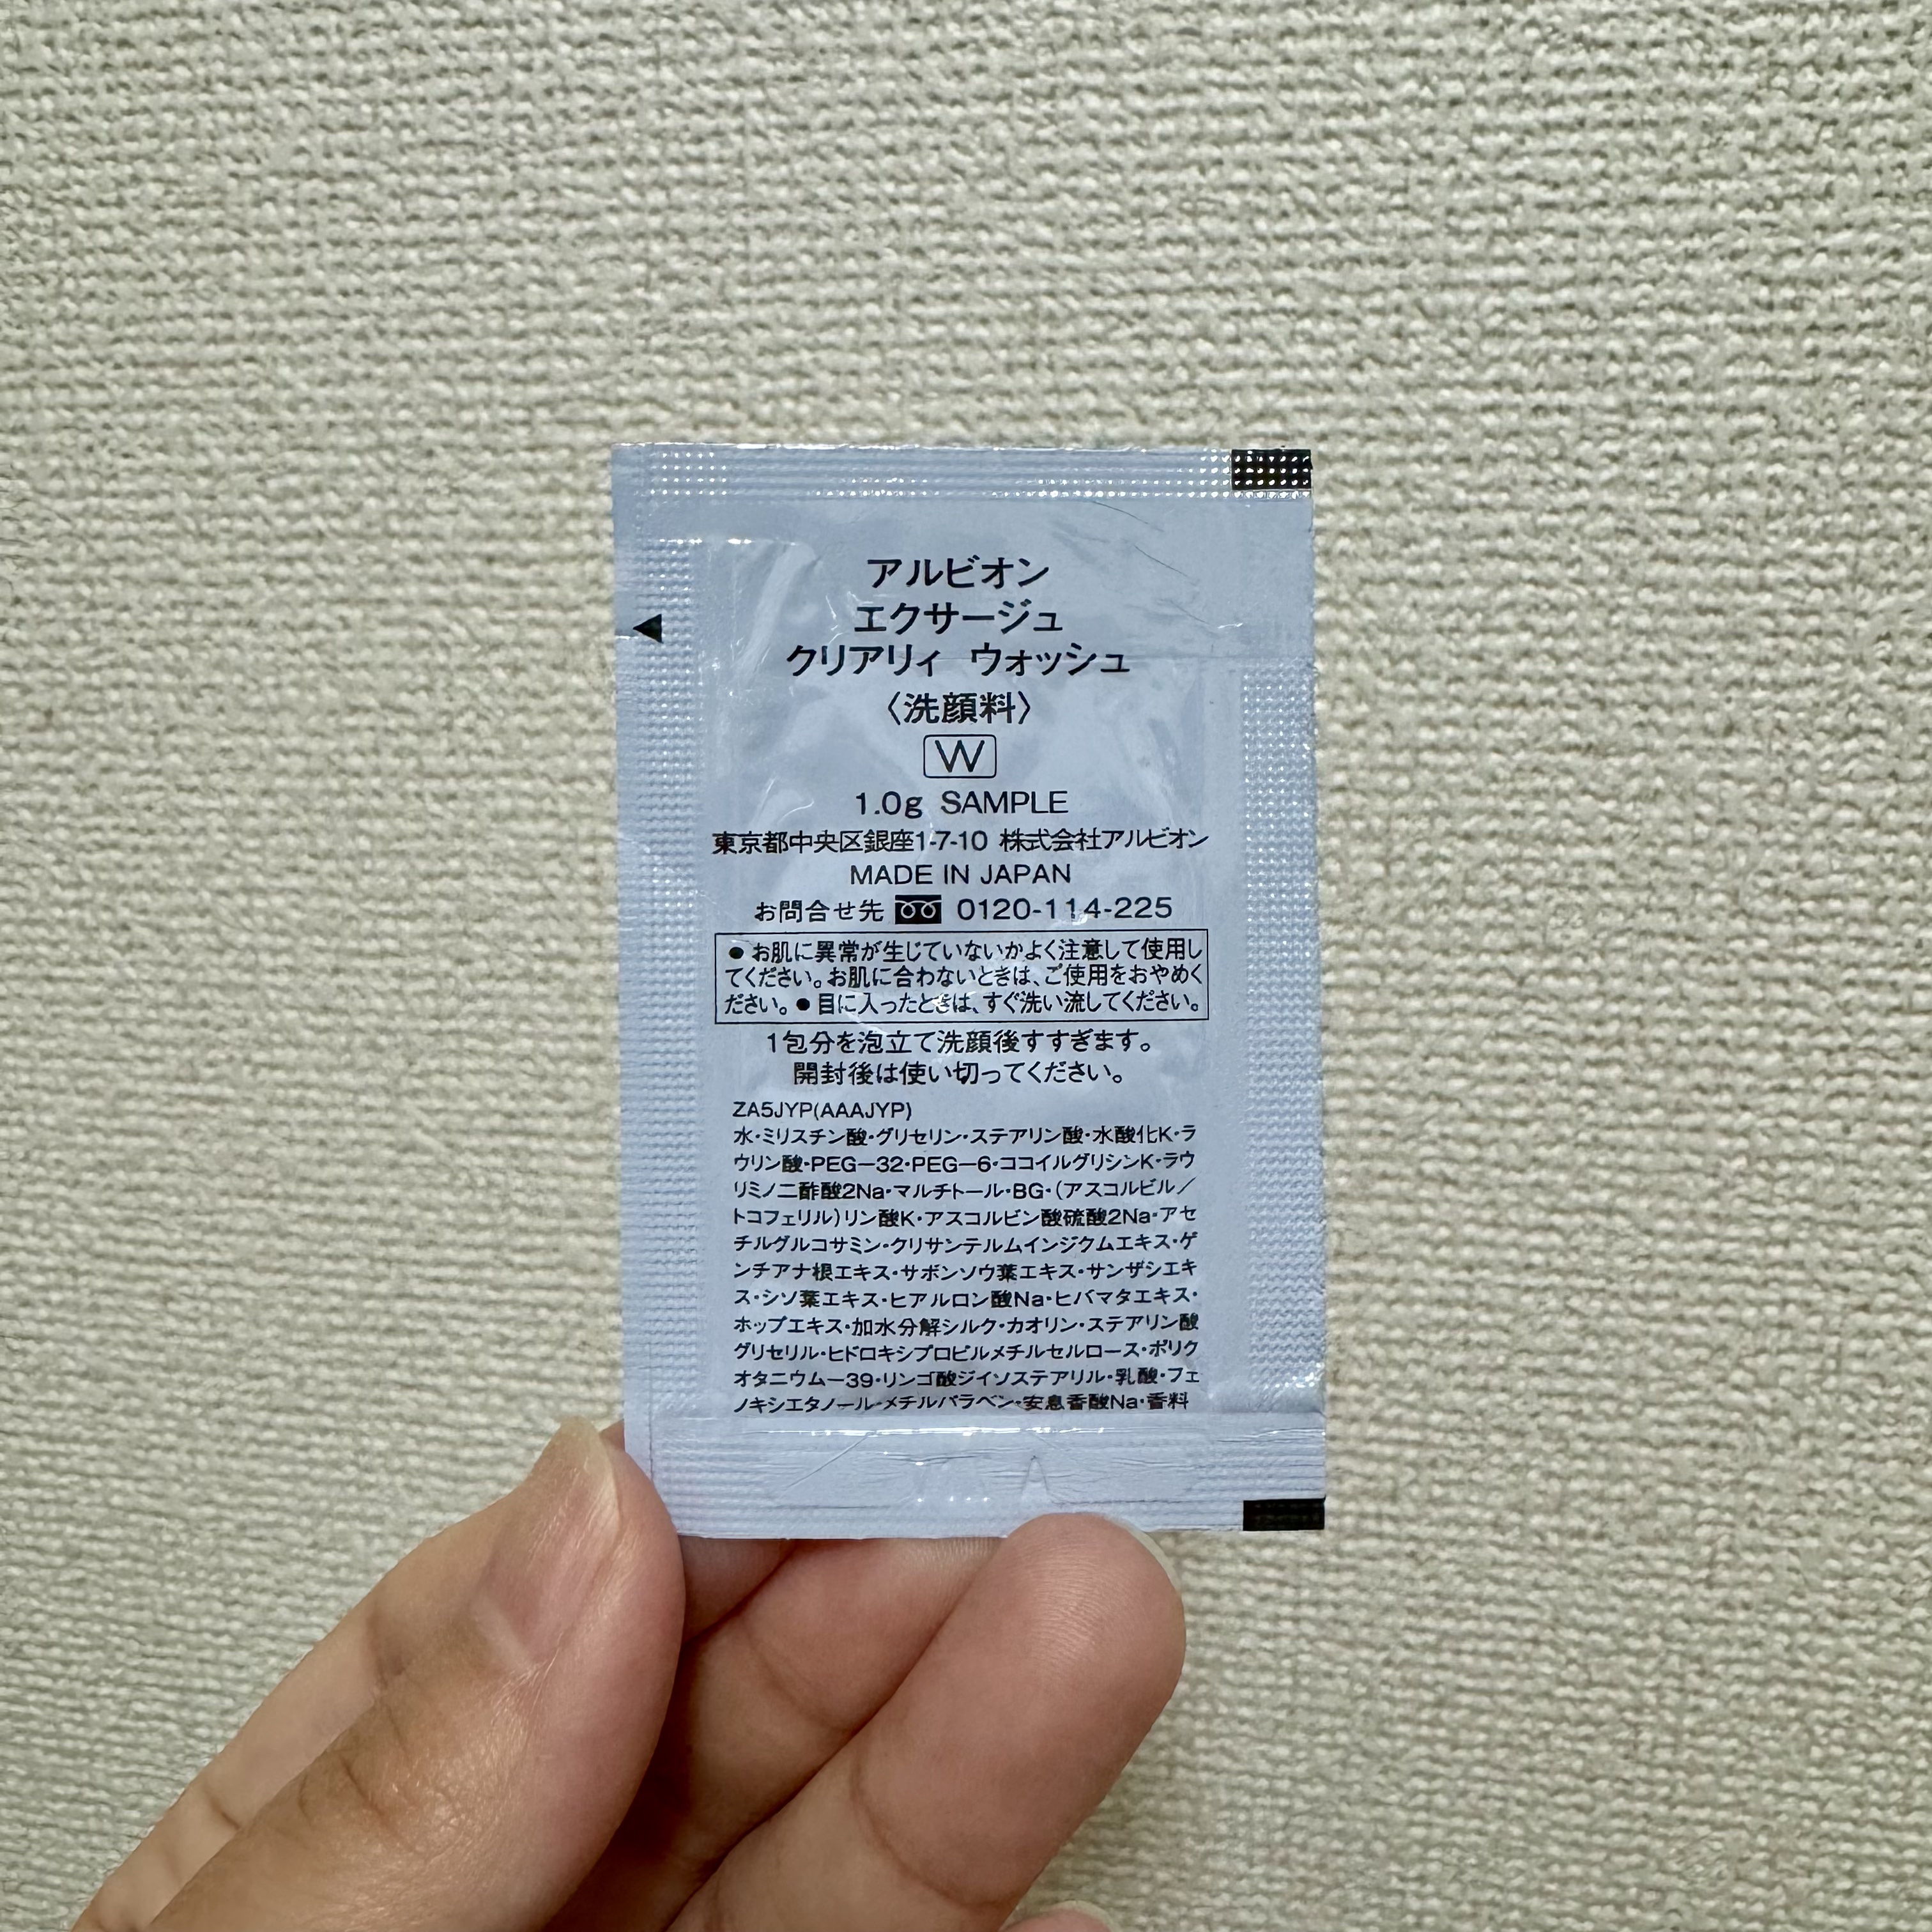 アルビオン
エクサージュ
クリアリィ ウォッシュ
〈洗顔料〉
W
1.0g SAMPLE
東京都中央区銀座1-7-10 株式会社アルビオン
MADE IN JAPAN
お問合せ先 0120-114-225
●お肌に異常が生じていないかよく注意して使用し
てください。お肌に合わないときは、ご使用をおやめく
ださい。●目に入ったときは、すぐ洗い流してください。
1包分を泡立て洗顔後すすぎます。
開封後は使い切ってください。
ZA5JYP(AAAJYP)
水・ミリスチン酸・グリセリン・ステアリン酸・水酸化K・ラ
ウリン酸・PEG－32・PEG－6・ココイルグリシンK・ラウ
リミノ二酢酸2Na・マルチトール・BG・（アスコルビル／
トコフェリル）リン酸K・アスコルビン酸硫酸2Na・アセ
チルグルコサミン・クリサンテルムインジクムエキス・ゲ
ンチアナ根エキス・サボンソウ葉エキス・サンザシエキ
ス・シソ葉エキス・ヒアルロン酸Na・ヒバマタエキス・
ホップエキス・加水分解シルク・カオリン・ステアリン酸
グリセリル・ヒドロキシプロピルメチルセルロース・ポリク
オタニウム－39・リンゴ酸ジイソステアリル・乳酸・フェ
ノキシエタノール・メチルパラベン・安息香酸Na・香料